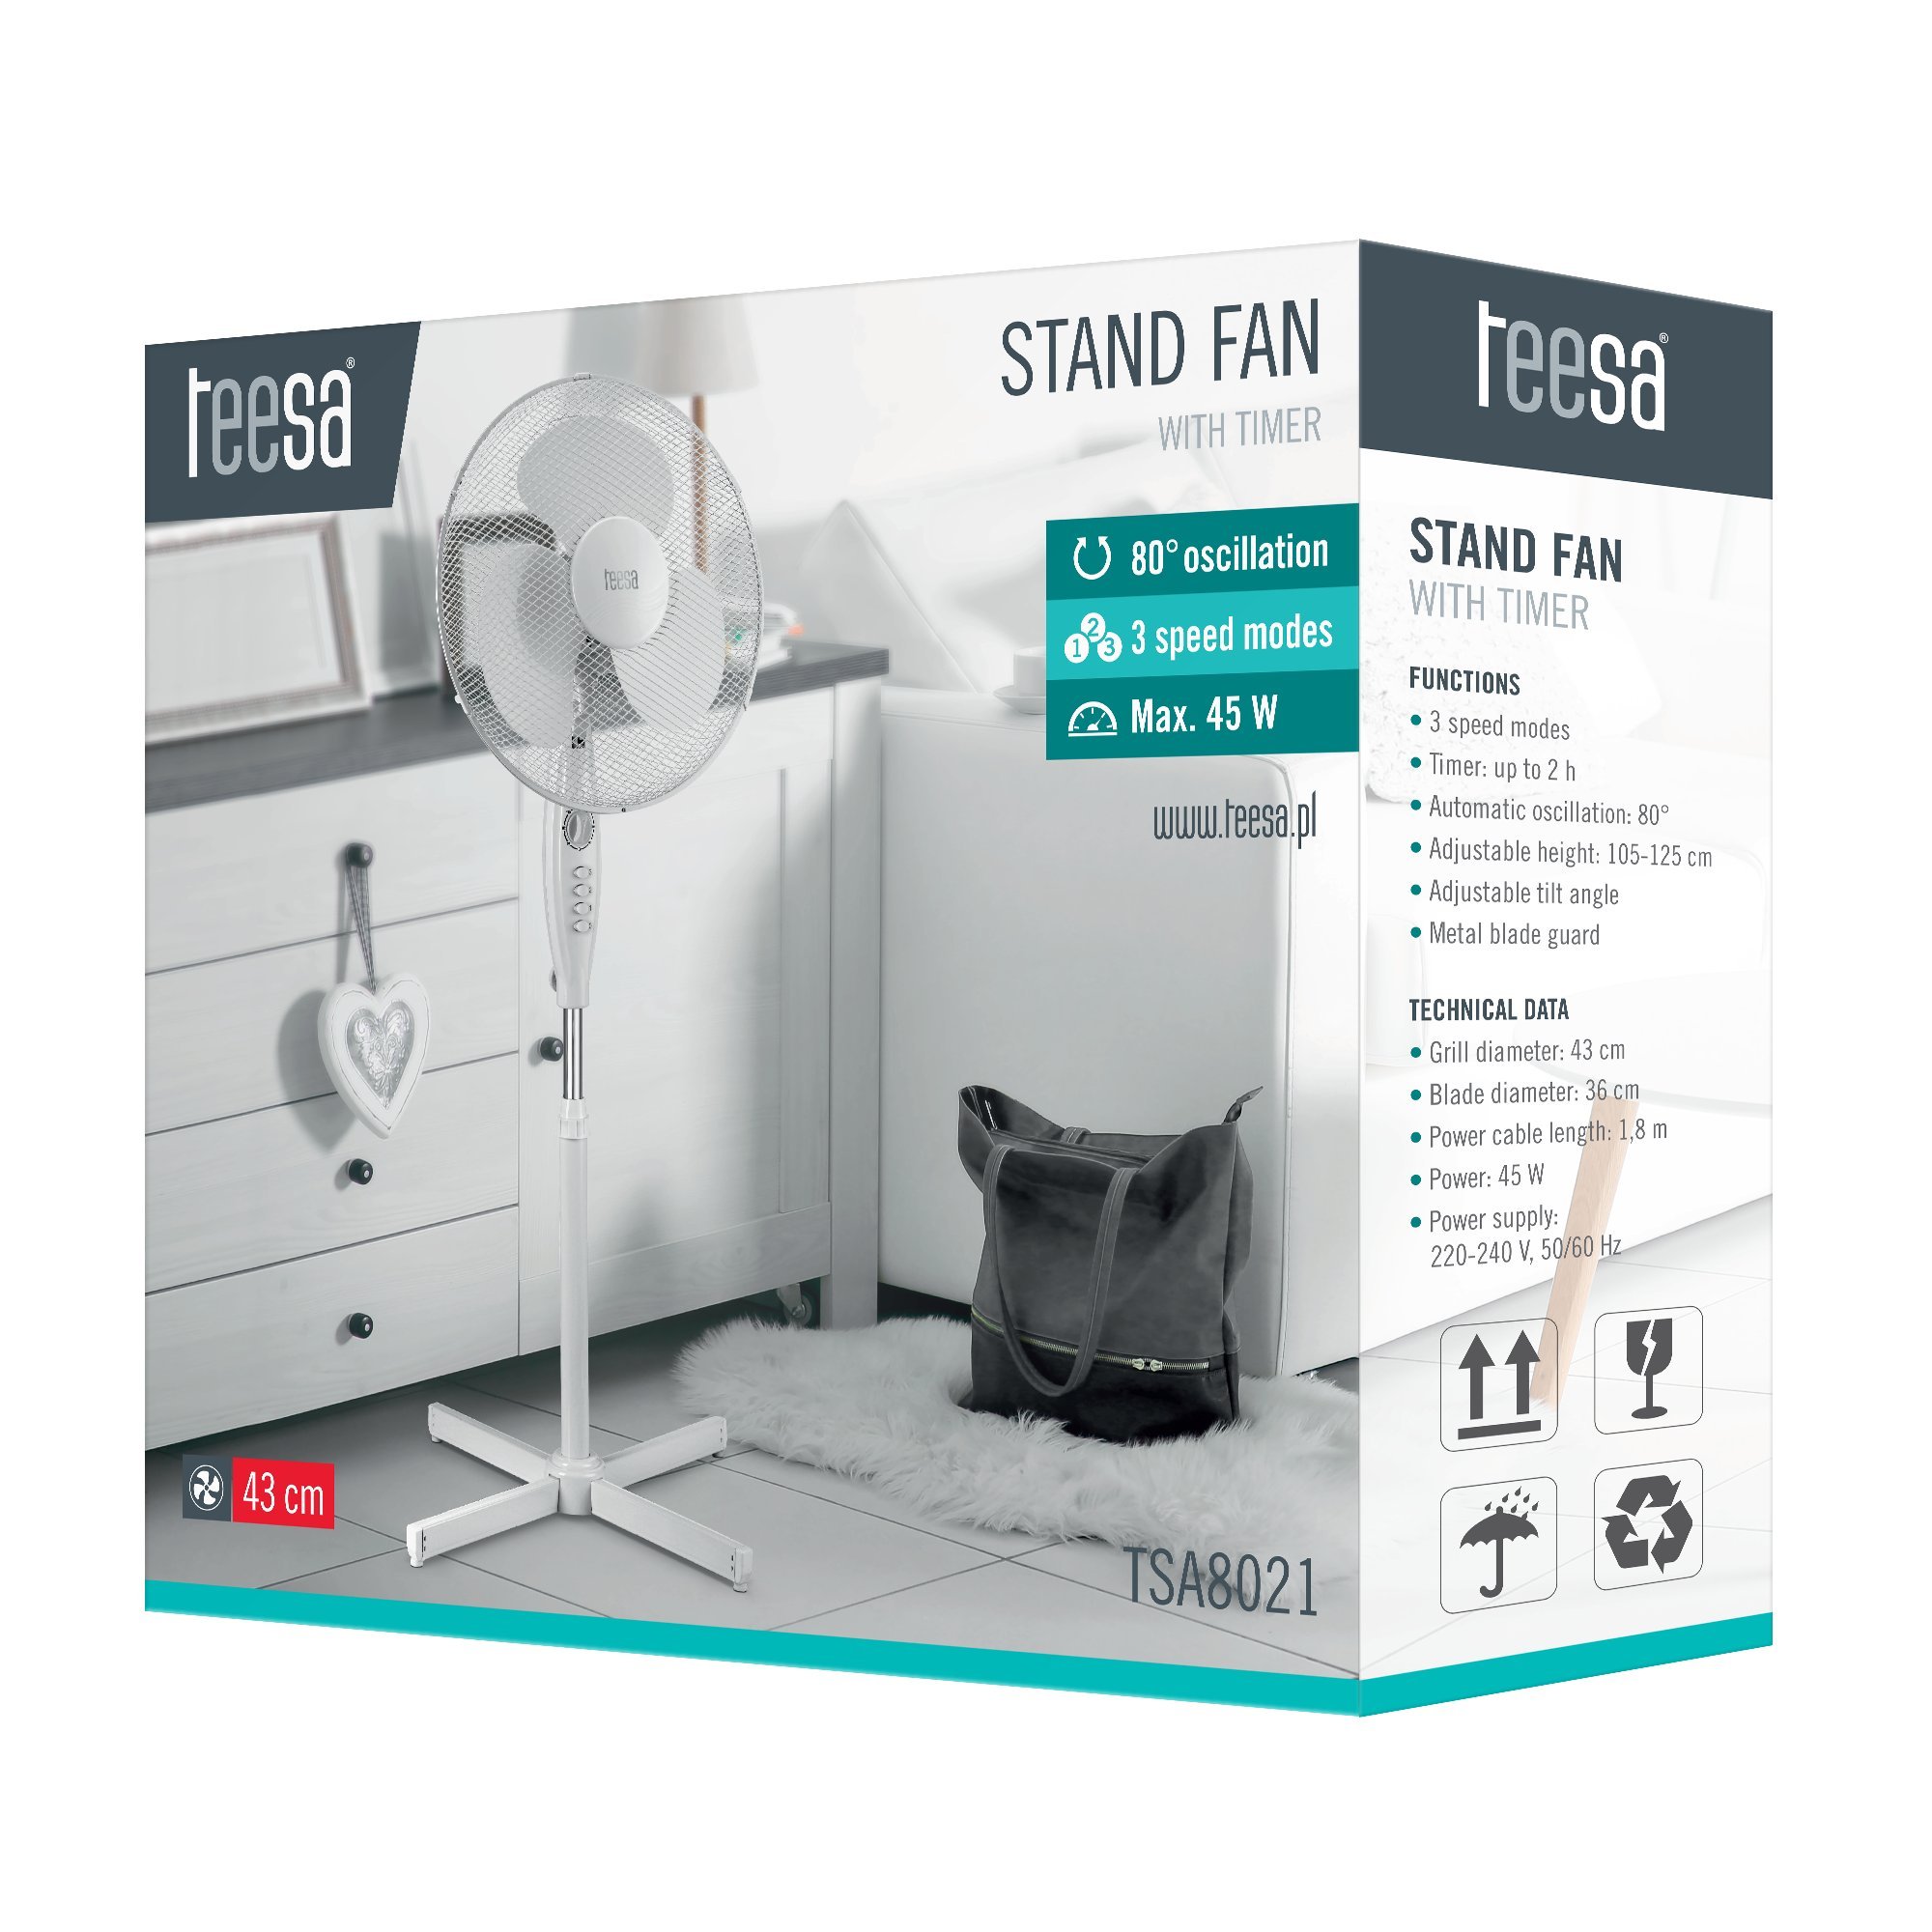 teesa®
STAND FAN
WITH TIMER
80° oscillation
1 2 3 3 speed modes
Max. 45 W
www.teesa.pl
teesa
43 cm
TSA8021
teesa®
STAND FAN
WITH TIMER
FUNCTIONS
• 3 speed modes
• Timer: up to 2 h
• Automatic oscillation: 80°
• Adjustable height: 105-125 cm
• Adjustable tilt angle
• Metal blade guard
TECHNICAL DATA
• Grill diameter: 43 cm
• Blade diameter: 36 cm
• Power cable length: 1,8 m
• Power: 45 W
• Power supply:
220-240 V, 50/60 Hz